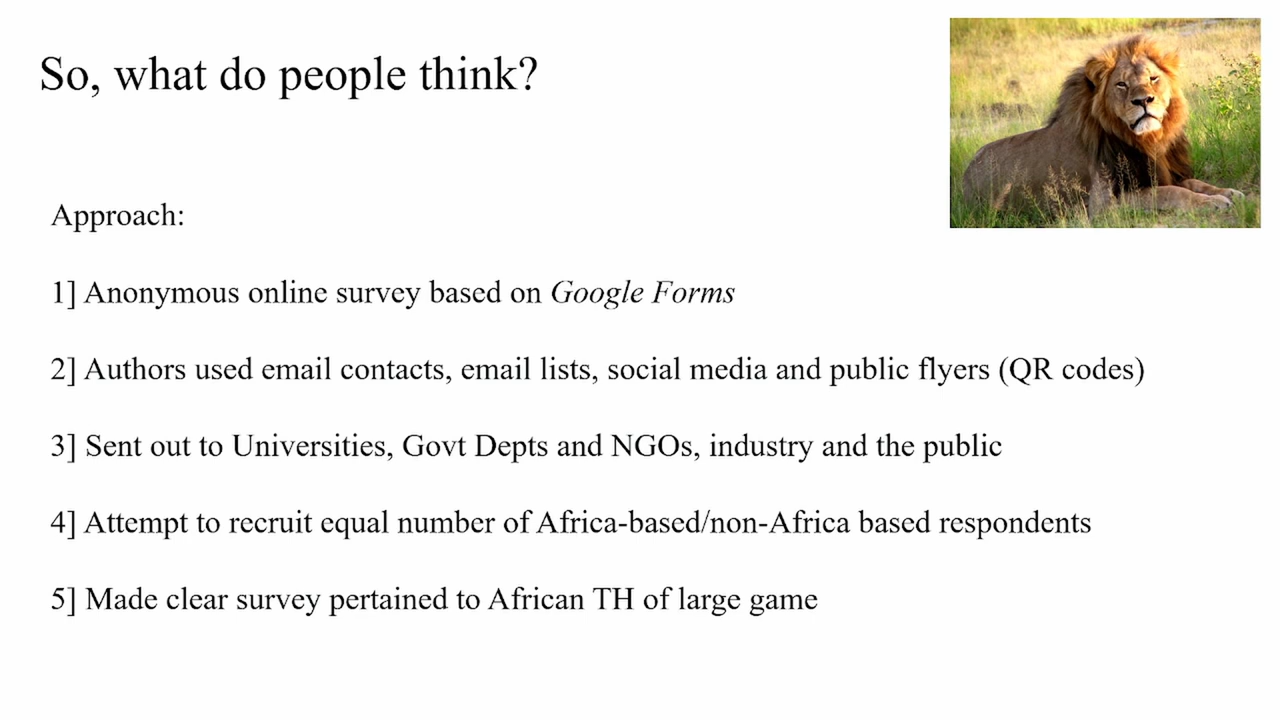 So, what do people think?
Approach:
1] Anonymous online survey based on Google Forms
2] Authors used email contacts, email lists, social media and public flyers (QR codes)
3] Sent out to Universities, Govt Depts and NGOs, industry and the public
4] Attempt to recruit equal number of Africa-based/non-Africa based respondents
5] Made clear survey pertained to African TH of large game